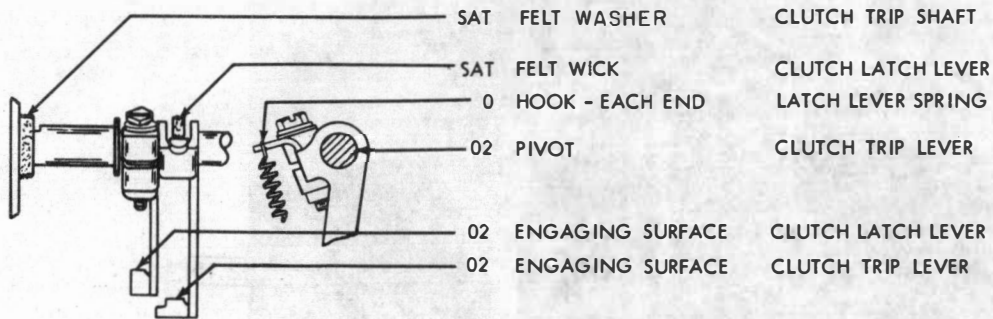 SAT FELT WASHER CLUTCH TRIP SHAFT
SAT FELT WICK CLUTCH LATCH LEVER
0 HOOK - EACH END LATCH LEVER SPRING
02 PIVOT CLUTCH TRIP LEVER
02 ENGAGING SURFACE CLUTCH LATCH LEVER
02 ENGAGING SURFACE CLUTCH TRIP LEVER